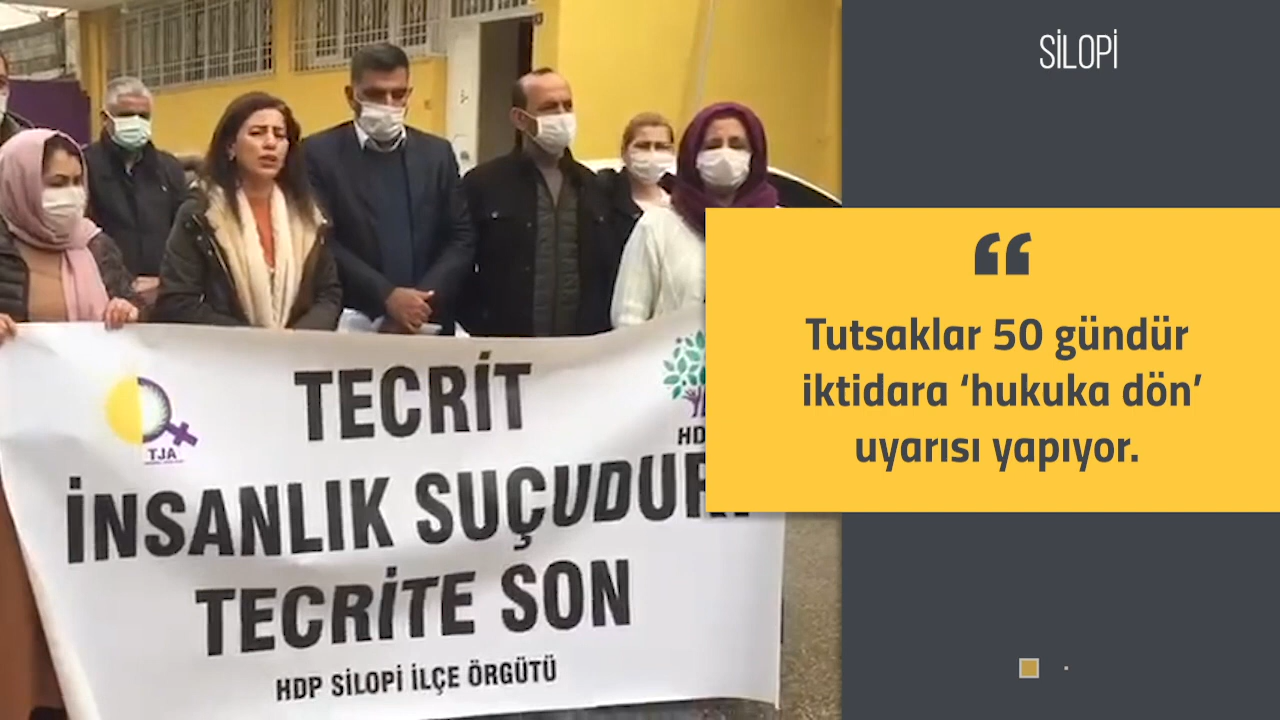 SİLOPİ
“
Tutsaklar 50 gündür
iktidara ‘hukuka dön’
uyarısı yapıyor.
TECRİT
TJA
İNSANLIK SUÇUDUR!
TECRİTE SON
HDP SİLOPİ İLÇE ÖRGÜTÜ